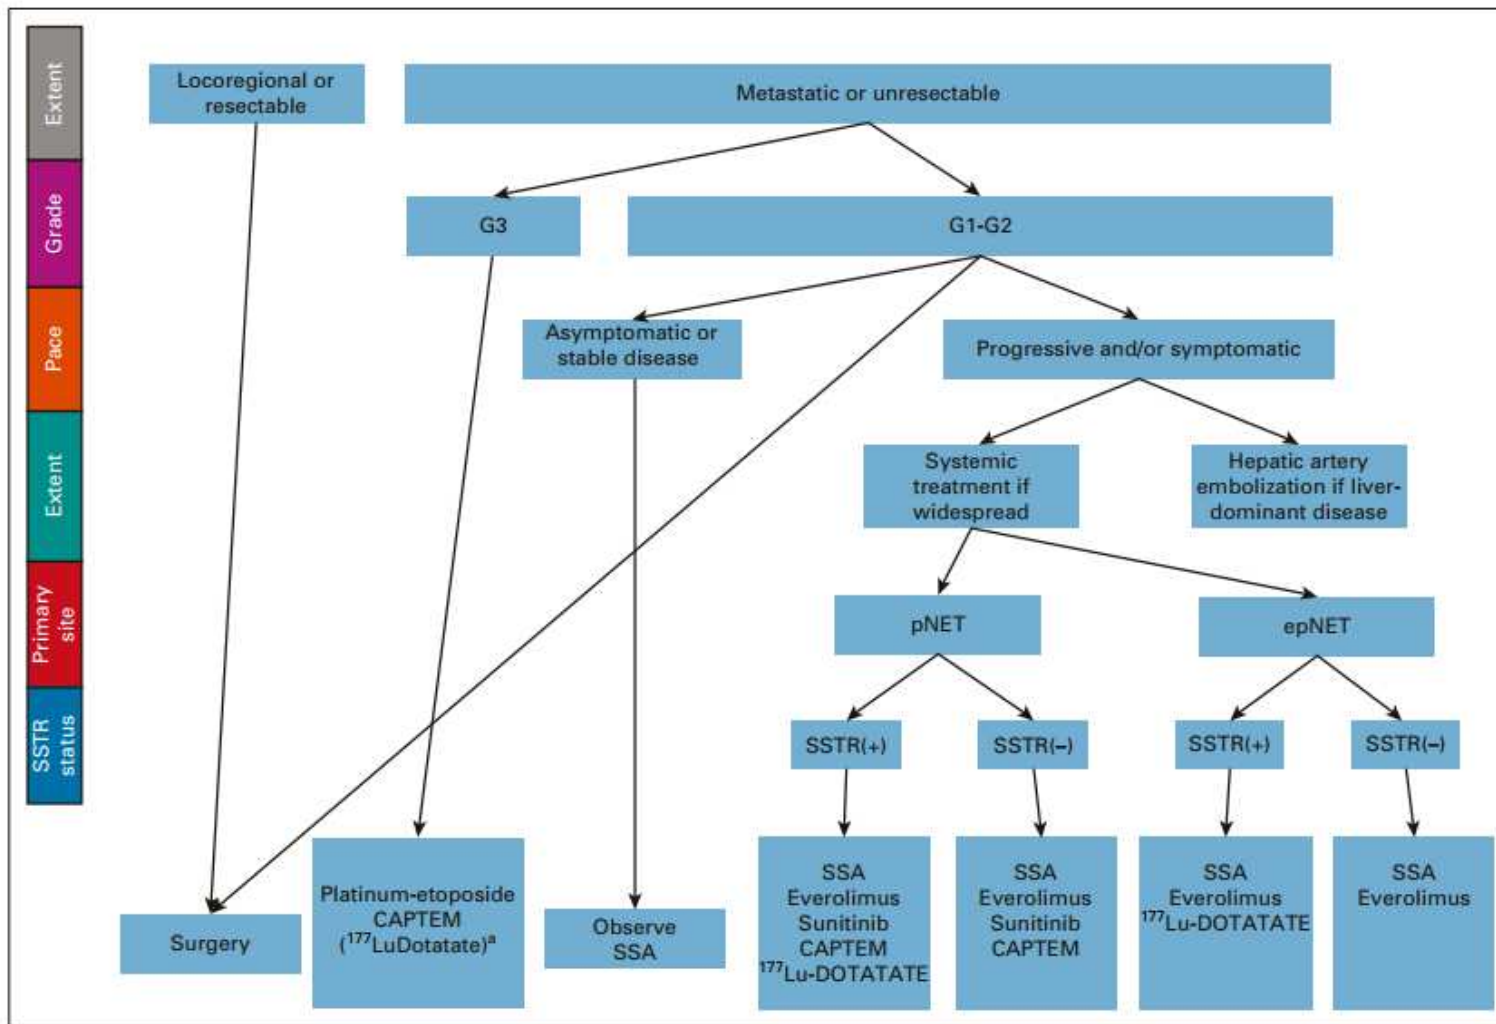 Extent
Grade
Pace
Extent
Primary
site
SSTR
status
Locoregional or
resectable
Metastatic or unresectable
G3
G1-G2
Asymptomatic or
stable disease
Progressive and/or symptomatic
Systemic
treatment if
widespread
Hepatic artery
embolization if liver-
dominant disease
pNET
epNET
SSTR(+)
SSTR(–)
SSTR(+)
SSTR(–)
Surgery
Platinum-etoposide
CAPTEM
(¹⁷⁷LuDotatate)ᵃ
Observe
SSA
SSA
Everolimus
Sunitinib
CAPTEM
¹⁷⁷Lu-DOTATATE
SSA
Everolimus
Sunitinib
CAPTEM
SSA
Everolimus
¹⁷⁷Lu-DOTATATE
SSA
Everolimus